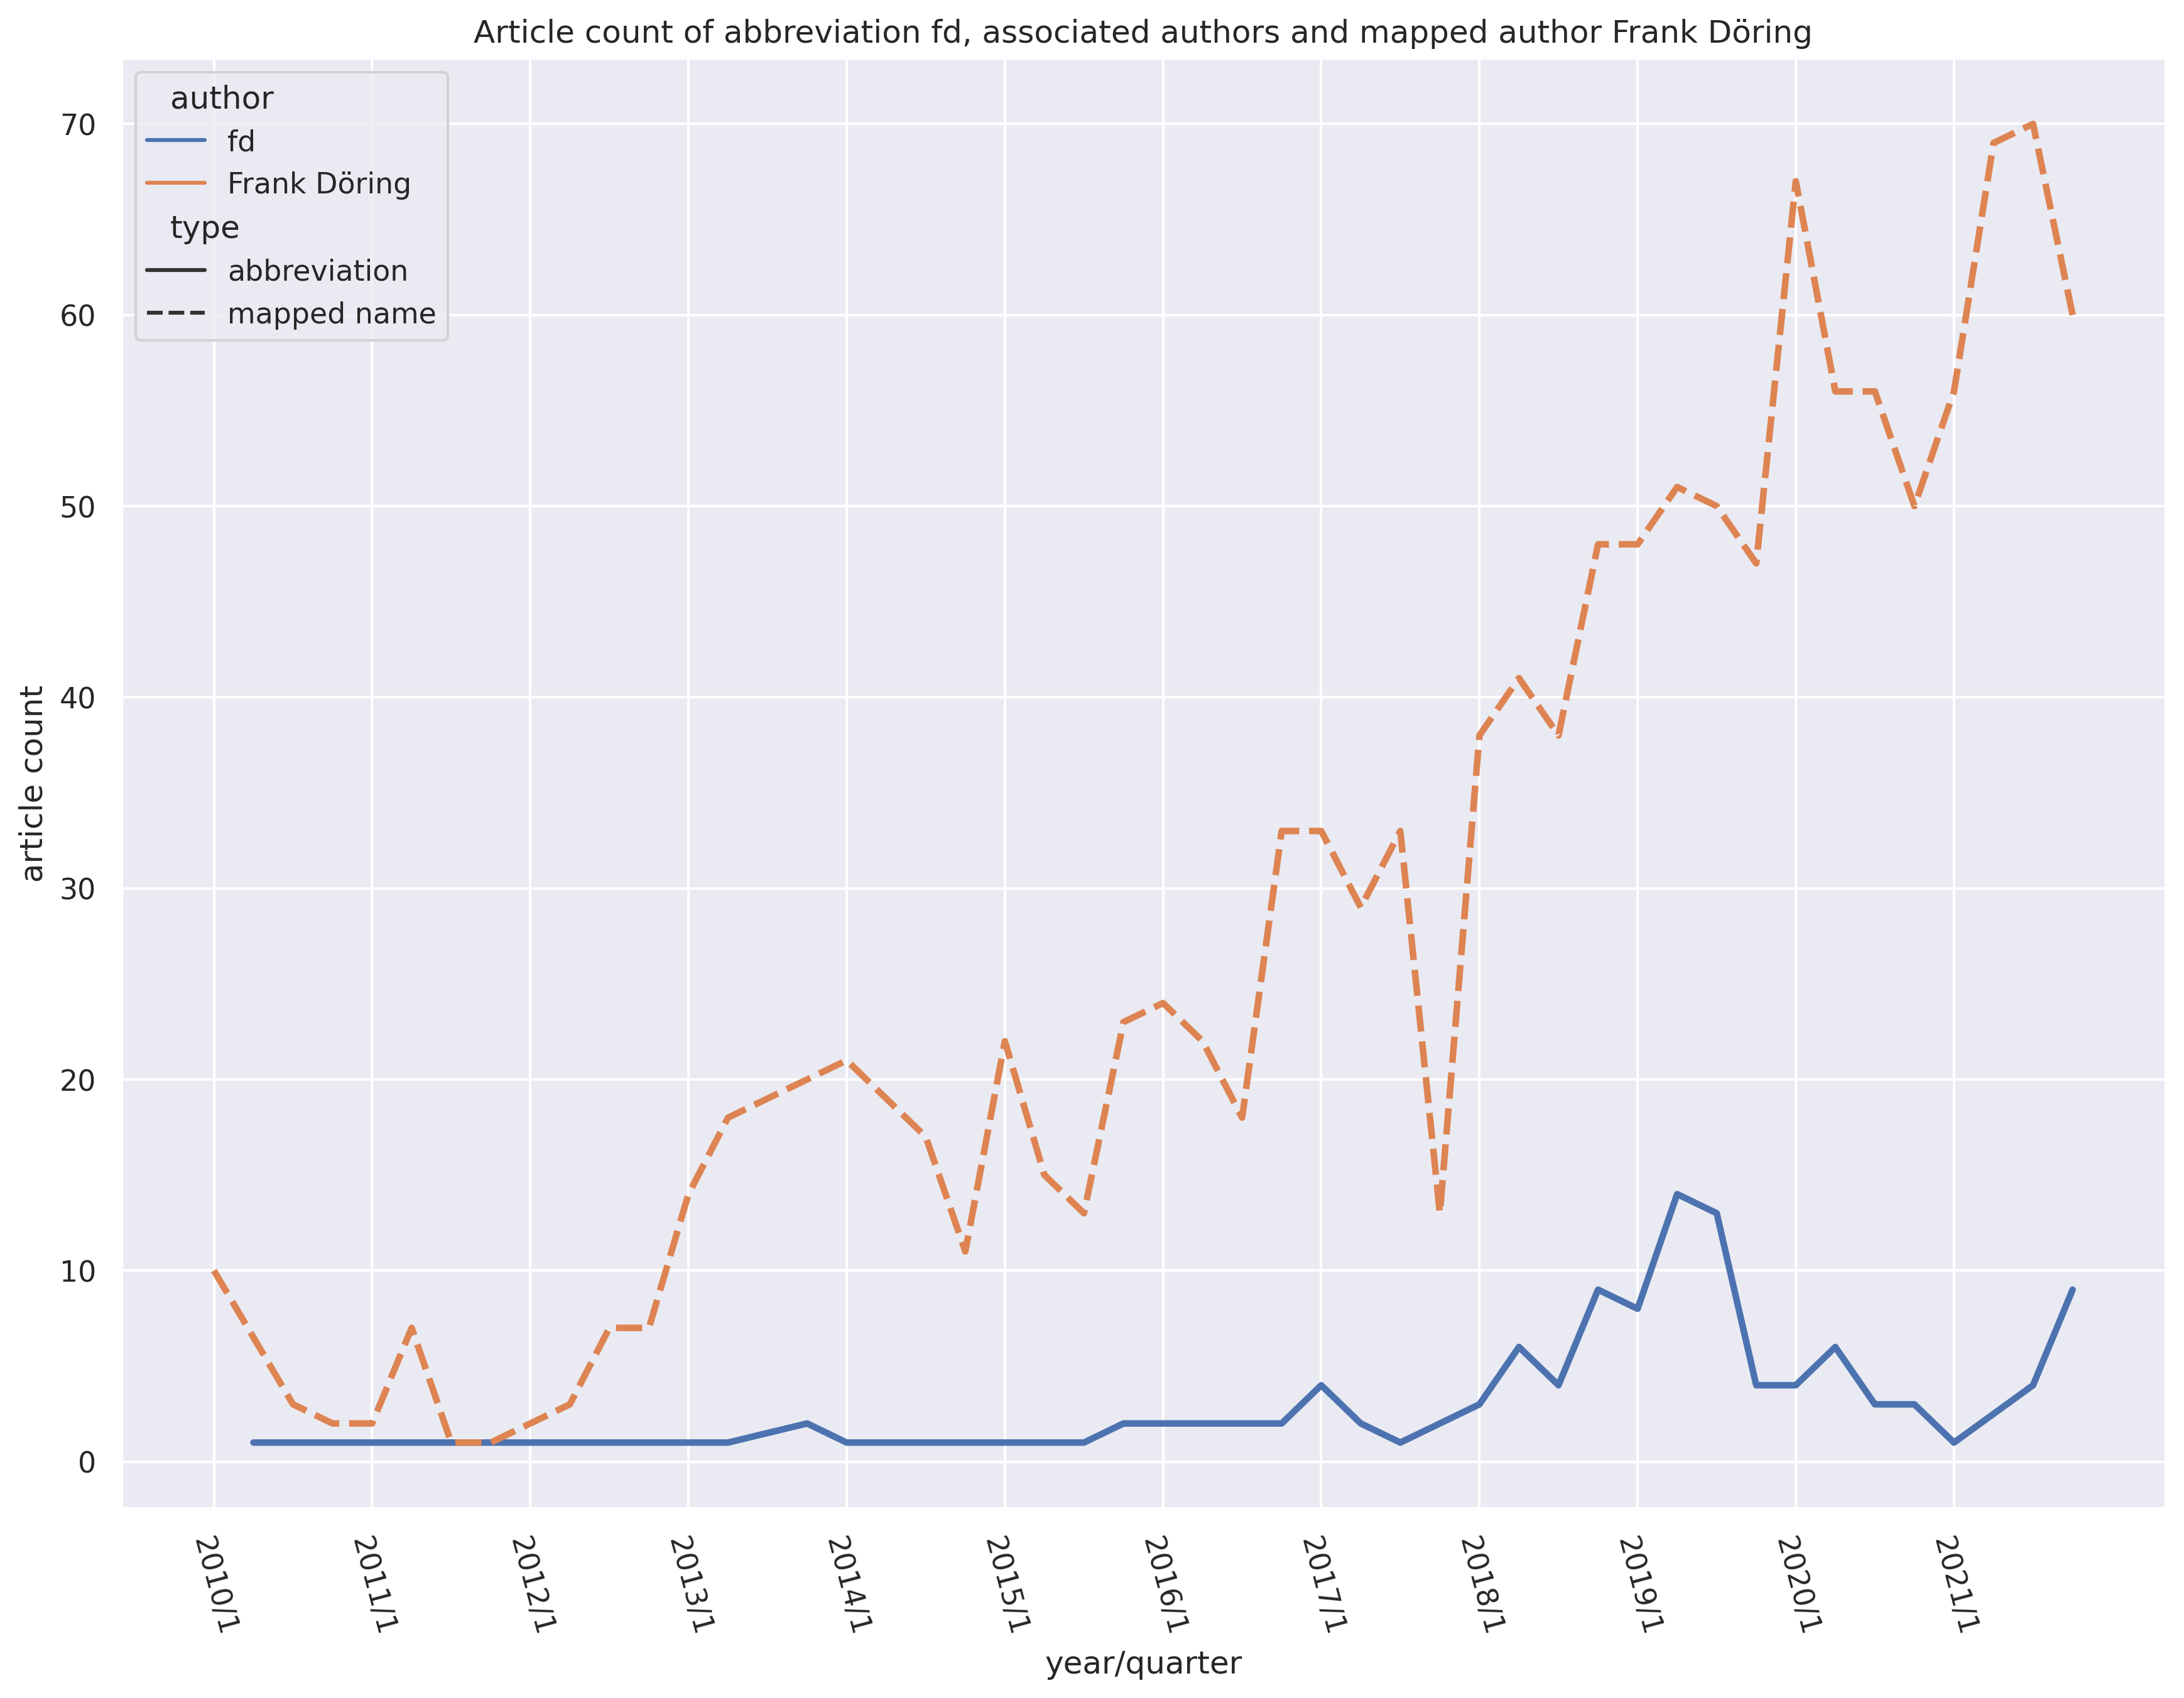 Article count of abbreviation fd, associated authors and mapped author Frank Döring
author
fd
Frank Döring
type
abbreviation
mapped name
70
60
50
40
30
20
10
0
article count
2010/1
2011/1
2012/1
2013/1
2014/1
2015/1
2016/1
2017/1
2018/1
2019/1
2020/1
2021/1
year/quarter